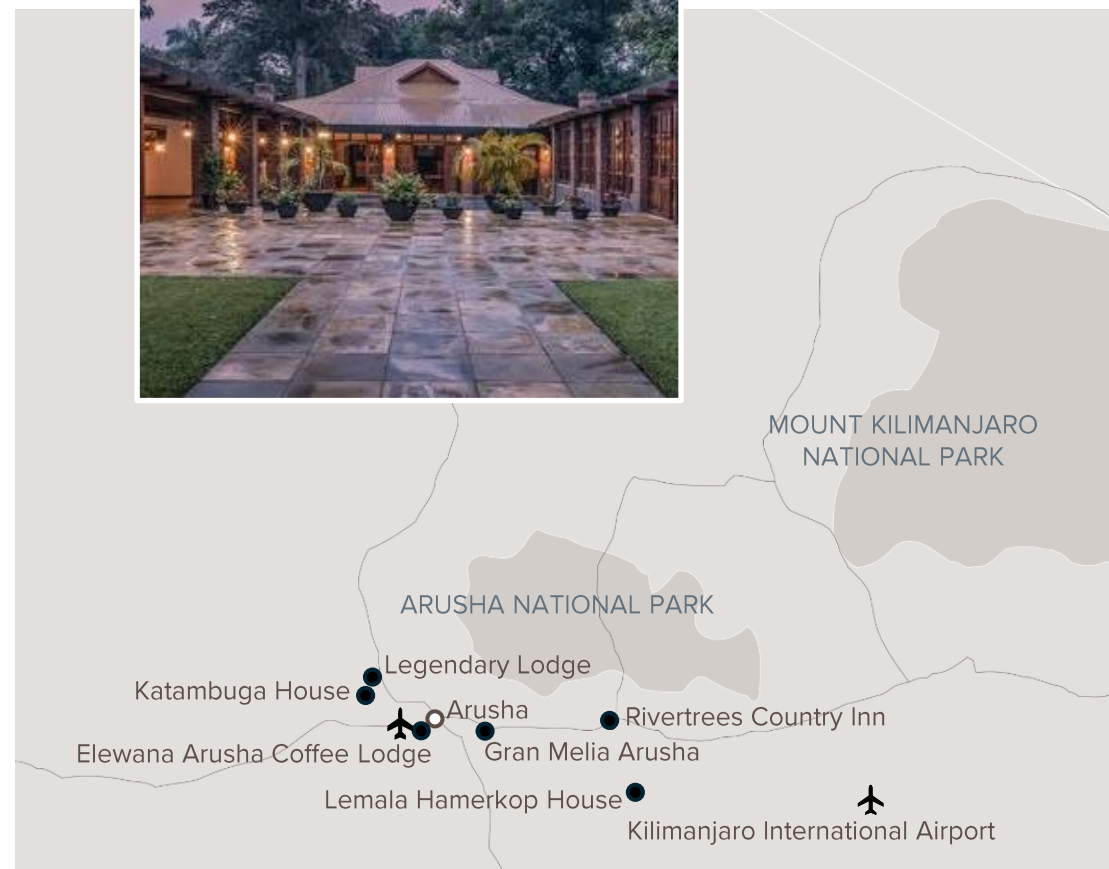 MOUNT KILIMANJARO
NATIONAL PARK
ARUSHA NATIONAL PARK
Legendary Lodge
Katambuga House
Arusha
Rivertrees Country Inn
Elewana Arusha Coffee Lodge
Gran Melia Arusha
Lemala Hamerkop House
Kilimanjaro International Airport